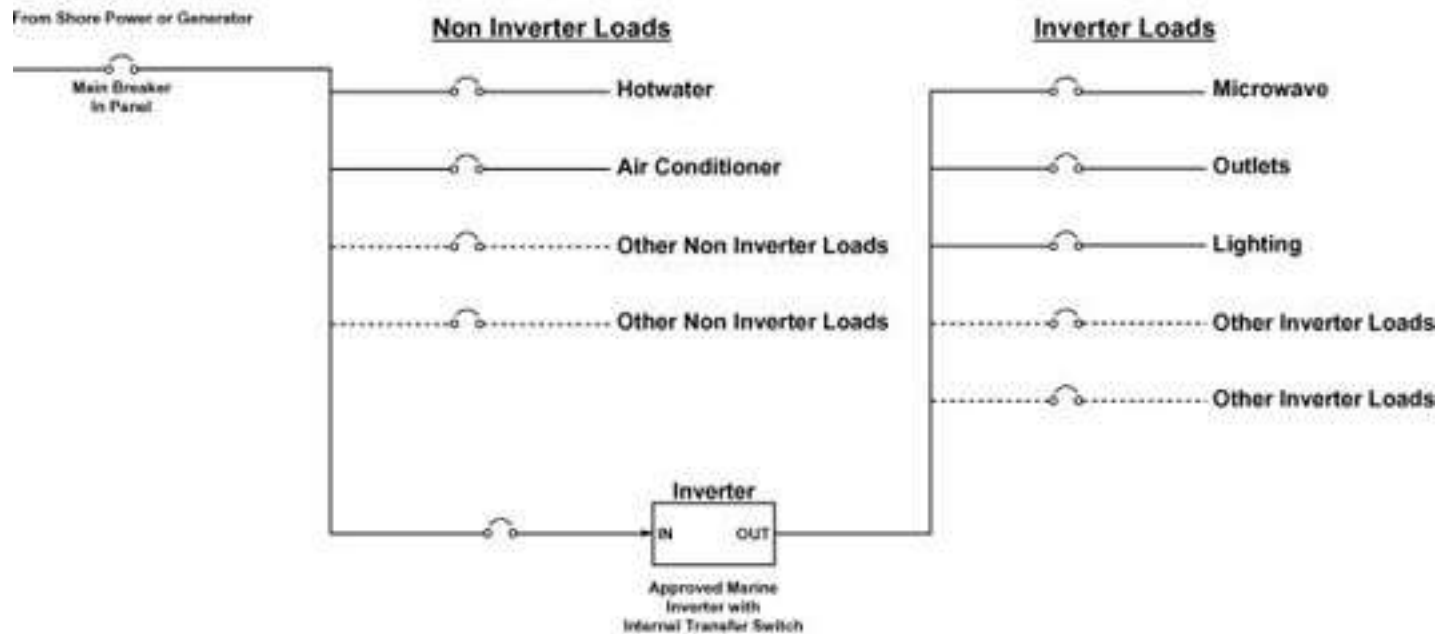 From Shore Power or Generator
Non Inverter Loads
Inverter Loads
Main Breaker
In Panel
Hotwater
Microwave
Air Conditioner
Outlets
Other Non Inverter Loads
Lighting
Other Non Inverter Loads
Other Inverter Loads
Other Inverter Loads
Inverter
IN
OUT
Approved Marine
Inverter with
Internal Transfer Switch